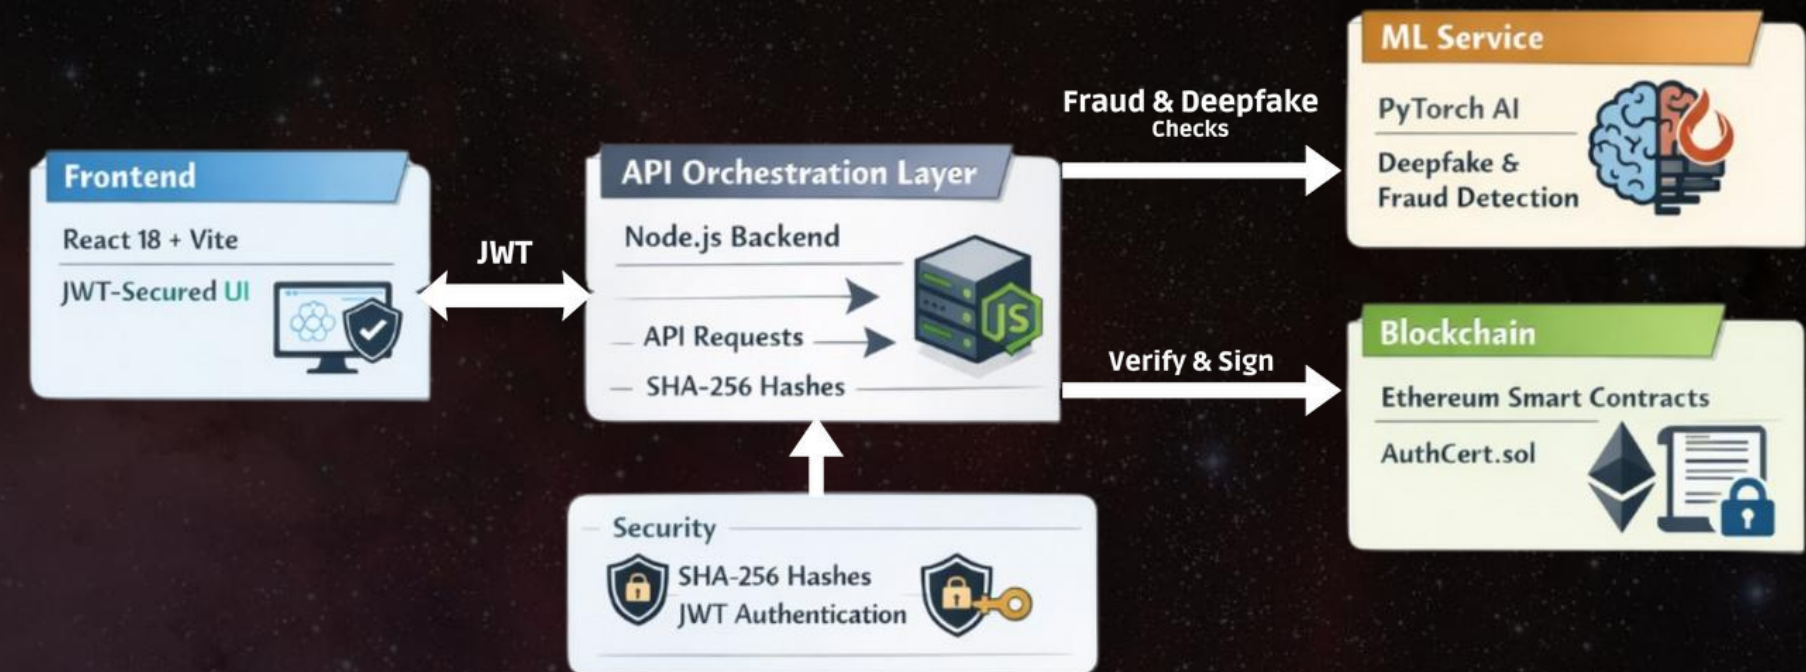 Frontend
React 18 + Vite
JWT-Secured UI
JWT
API Orchestration Layer
Node.js Backend
API Requests
SHA-256 Hashes
JS
Fraud & Deepfake
Checks
Verify & Sign
ML Service
PyTorch AI
Deepfake &
Fraud Detection
Blockchain
Ethereum Smart Contracts
AuthCert.sol
Security
SHA-256 Hashes
JWT Authentication